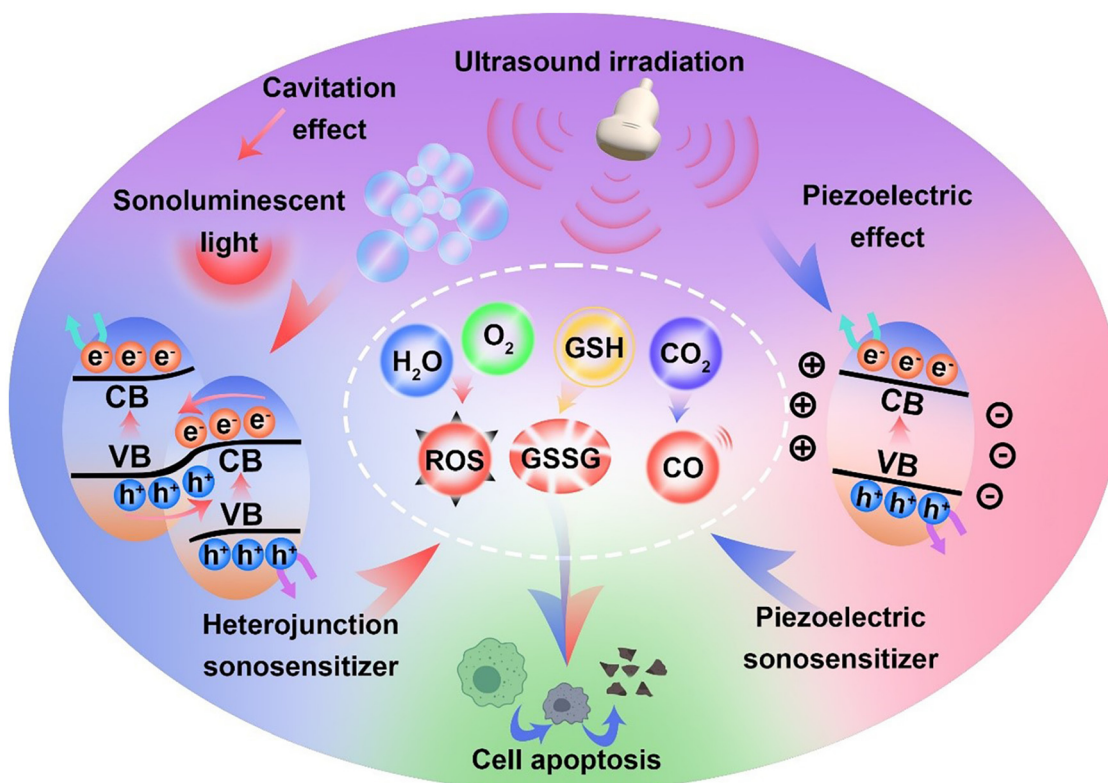 Ultrasound irradiation
Cavitation
effect
Sonoluminescent
light
Piezoelectric
effect
H₂O
O₂
GSH
CO₂
ROS
GSSG
CO
e⁻ e⁻ e⁻
CB
VB
h⁺ h⁺ h⁺
e⁻ e⁻ e⁻
CB
VB
h⁺ h⁺ h⁺
⊕
⊕
⊕
e⁻ e⁻ e⁻
CB
VB
h⁺ h⁺ h⁺
⊖
⊖
⊖
Heterojunction
sonosensitizer
Piezoelectric
sonosensitizer
Cell apoptosis